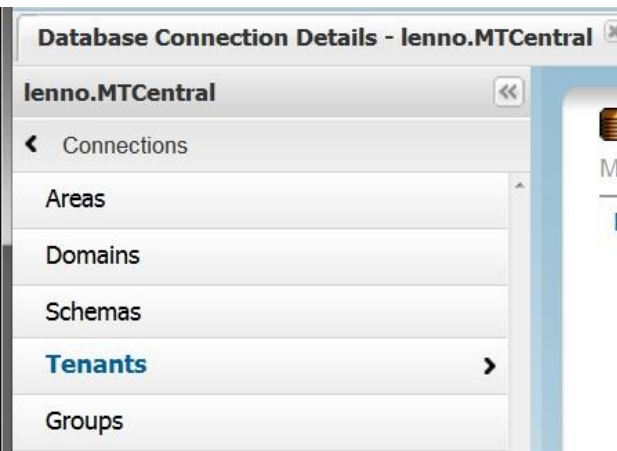 Database Connection Details - lenno.MTCentral
lenno.MTCentral
Connections
Areas
Domains
Schemas
Tenants
Groups